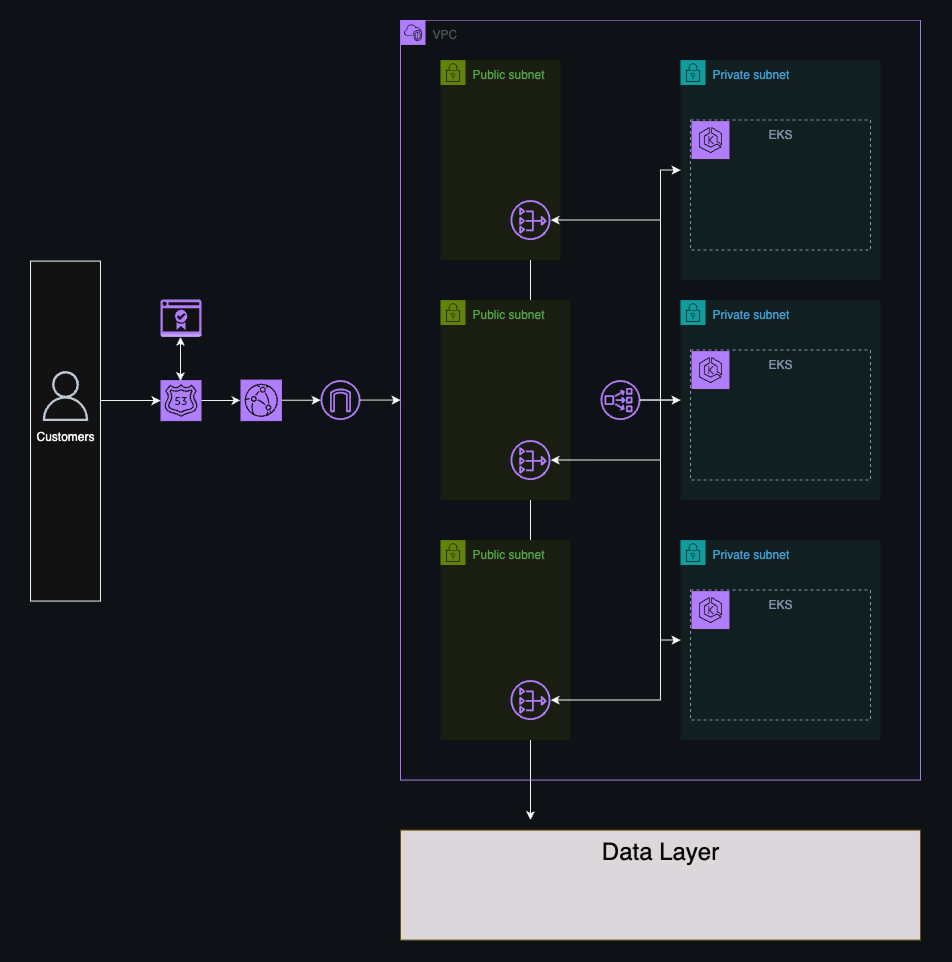 VPC
Public subnet
Private subnet
EKS
Public subnet
Private subnet
EKS
Customers
53
Public subnet
Private subnet
EKS
Data Layer